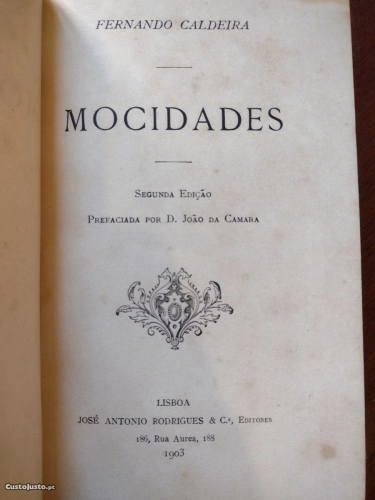 FERNANDO CALDEIRA
MOCIDADES
SEGUNDA EDIÇÃO
PREFACIADA POR D. JOÃO DA CAMARA
LISBOA
JOSÉ ANTONIO RODRIGUES & C.ª, EDITORES
186, Rua Aurea, 188
1903
CustoJusto.pt